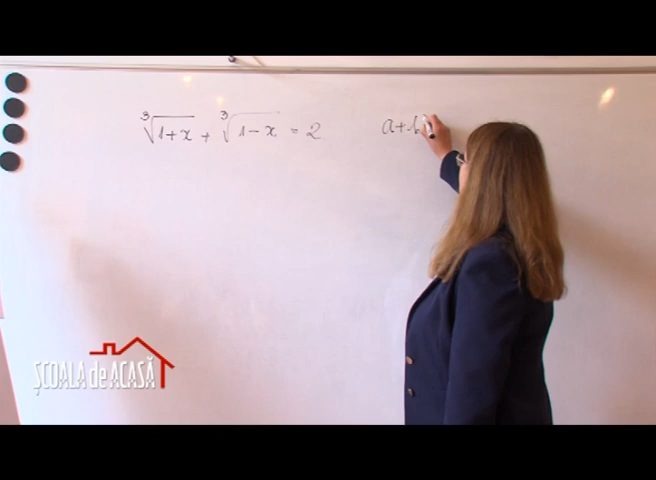 ∛(1+x) + ∛(1-x) = 2
a+b
ȘCOALA de ACASĂ